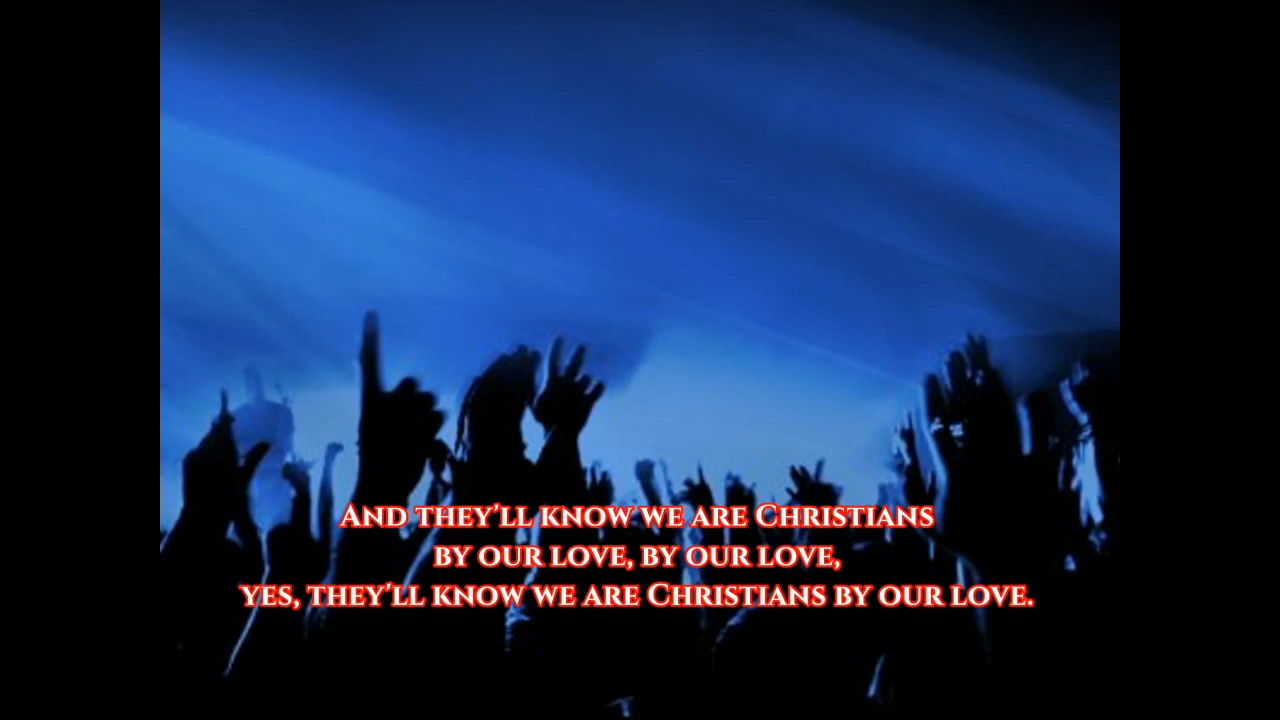 And they'll know we are Christians
by our love, by our love,
yes, they'll know we are Christians by our love.